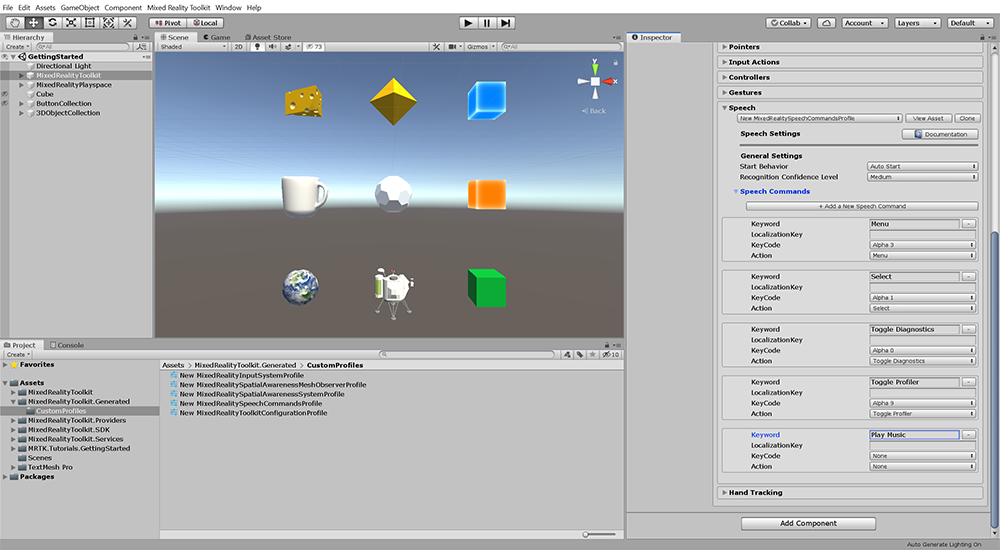 File Edit Assets GameObject Component Mixed Reality Toolkit Window Help
Pivot Local
Collab Account Layers Default
Hierarchy
Create All
GettingStarted
Directional Light
MixedRealityToolkit
MixedRealityPlayspace
Cube
ButtonCollection
3DObjectCollection
Scene Game Asset Store
Shaded 2D 73 Gizmos All
y
x
Back
Project Console
Create 10
Favorites
Assets
MixedRealityToolkit
MixedRealityToolkit.Generated
CustomProfiles
MixedRealityToolkit.Providers
MixedRealityToolkit.SDK
MixedRealityToolkit.Services
MRTK.Tutorials.GettingStarted
Scenes
TextMesh Pro
Packages
Assets > MixedRealityToolkit.Generated > CustomProfiles
New MixedRealityInputSystemProfile
New MixedRealitySpatialAwarenessMeshObserverProfile
New MixedRealitySpatialAwarenessSystemProfile
New MixedRealitySpeechCommandsProfile
New MixedRealityToolkitConfigurationProfile
Inspector
Pointers
Input Actions
Controllers
Gestures
Speech
New MixedRealitySpeechCommandsProfile View Asset Clone
Speech Settings Documentation
General Settings
Start Behavior Auto Start
Recognition Confidence Level Medium
Speech Commands
+ Add a New Speech Command
Keyword Menu -
LocalizationKey
KeyCode Alpha 3
Action Menu
Keyword Select -
LocalizationKey
KeyCode Alpha 1
Action Select
Keyword Toggle Diagnostics -
LocalizationKey
KeyCode Alpha 0
Action Toggle Diagnostics
Keyword Toggle Profiler -
LocalizationKey
KeyCode Alpha 9
Action Toggle Profiler
Keyword Play Music -
LocalizationKey
KeyCode None
Action None
Hand Tracking
Add Component
Auto Generate Lighting On